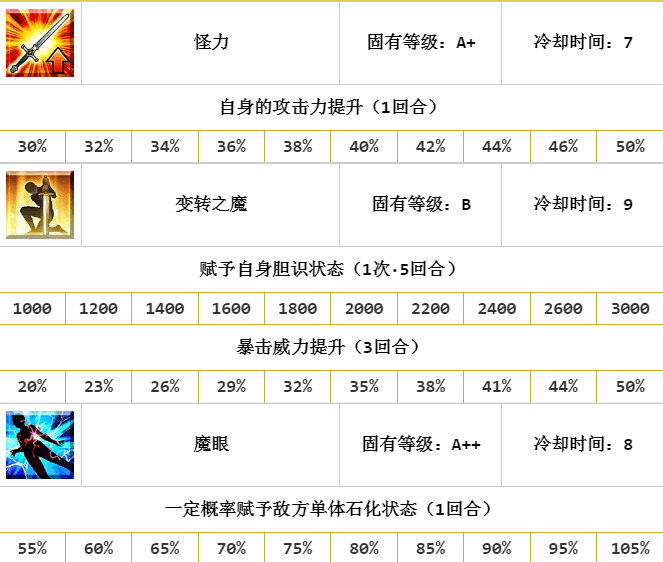 怪力 固有等级: A+ 冷却时间: 7
自身的攻击力提升（1回合）
30% 32% 34% 36% 38% 40% 42% 44% 46% 50%
变转之魔 固有等级: B 冷却时间: 9
赋予自身胆识状态（1次·5回合）
1000 1200 1400 1600 1800 2000 2200 2400 2600 3000
暴击威力提升（3回合）
20% 23% 26% 29% 32% 35% 38% 41% 44% 50%
魔眼 固有等级: A++ 冷却时间: 8
一定概率赋予敌方单体石化状态（1回合）
55% 60% 65% 70% 75% 80% 85% 90% 95% 105%